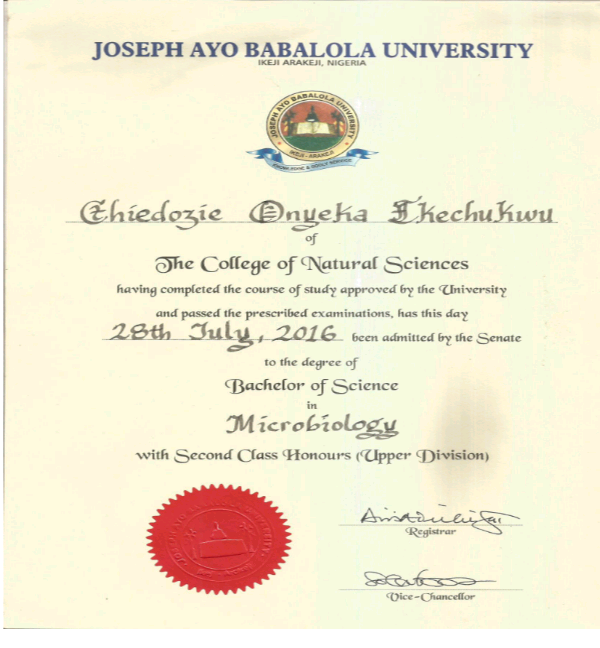 JOSEPH AYO BABALOLA UNIVERSITY
IKEJI ARAKEJI, NIGERIA
JOSEPH AYO BABALOLA UNIVERSITY
IKEJI - ARAKEJI
Chiedozie Onyeka Ikechukwu
of
The College of Natural Sciences
having completed the course of study approved by the University
and passed the prescribed examinations, has this day
28th July, 2016 been admitted by the Senate
to the degree of
Bachelor of Science
in
Microbiology
with Second Class Honours (Upper Division)
Registrar
Vice-Chancellor